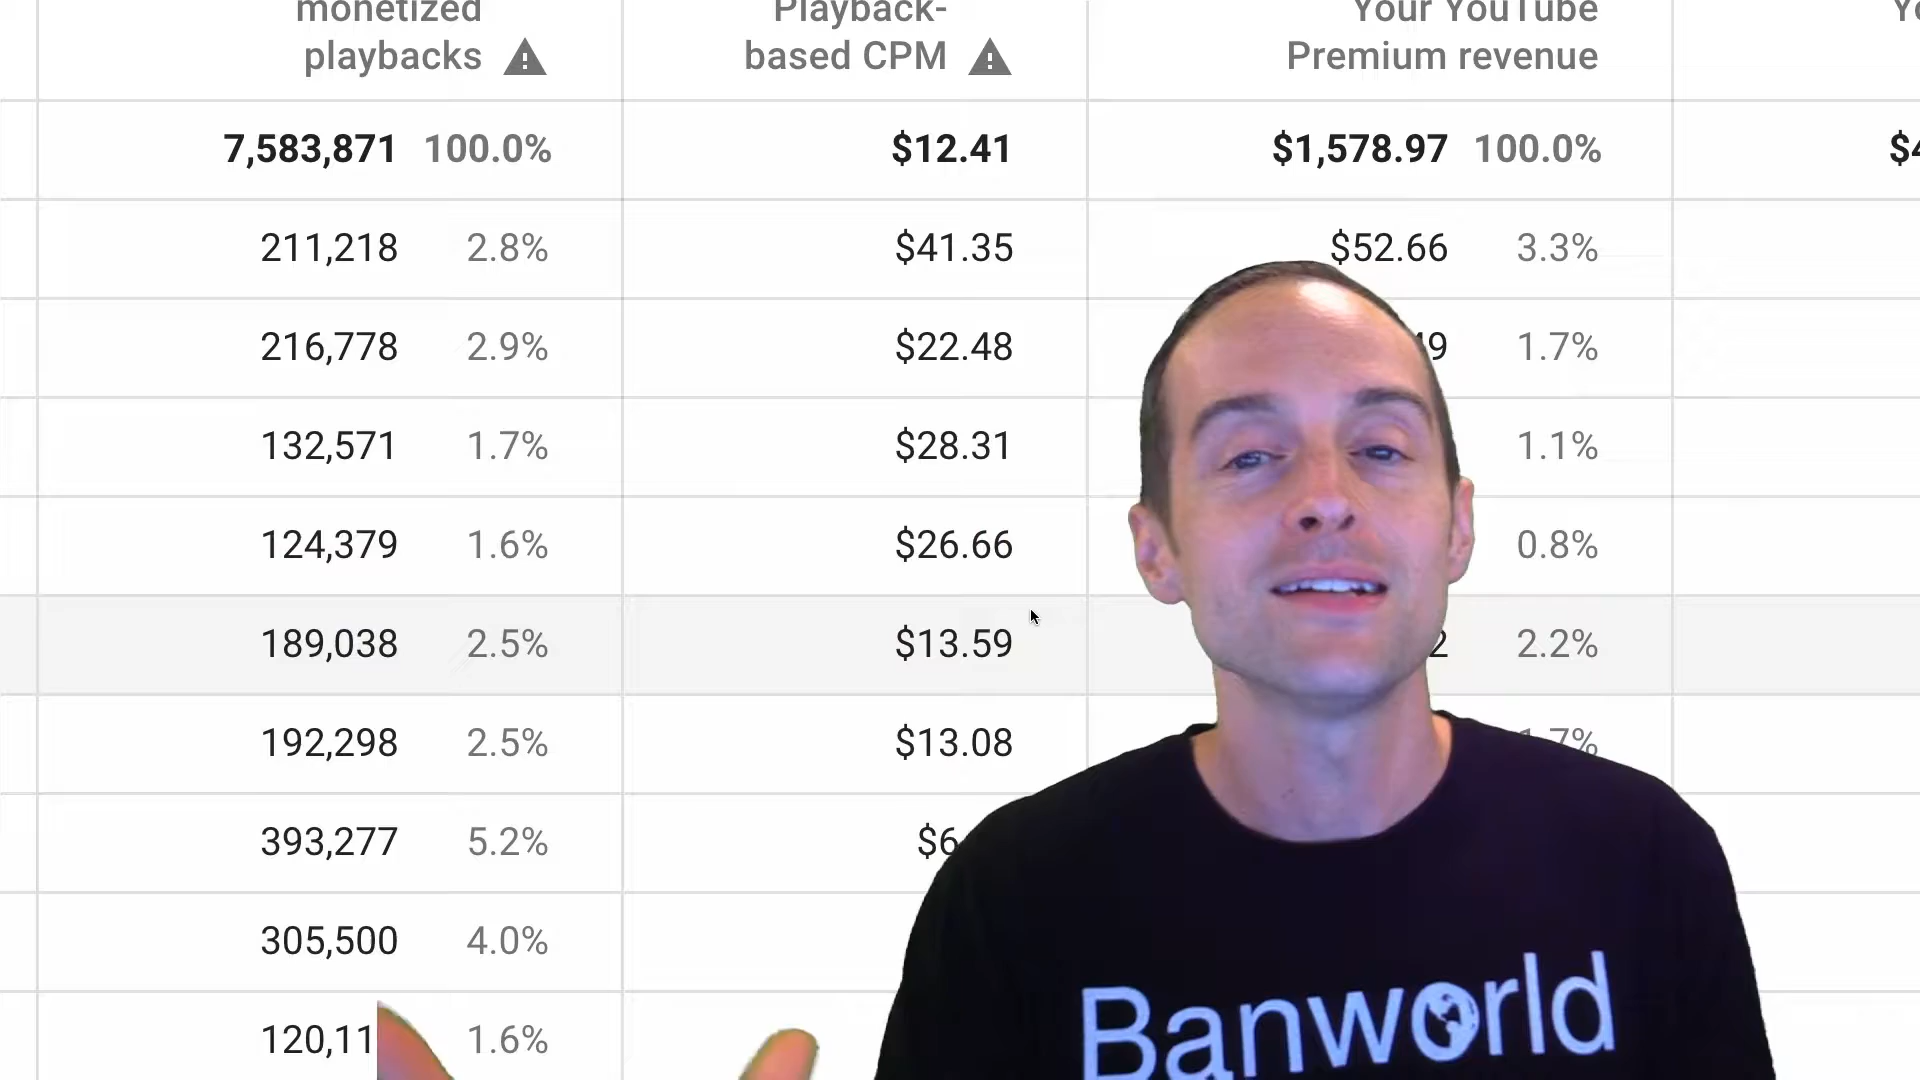 monetized
playbacks
Playback-
based CPM
Your YouTube
Premium revenue
7,583,871 100.0% $12.41 $1,578.97 100.0%
211,218 2.8% $41.35 $52.66 3.3%
216,778 2.9% $22.48 1.7%
132,571 1.7% $28.31 1.1%
124,379 1.6% $26.66 0.8%
189,038 2.5% $13.59 2.2%
192,298 2.5% $13.08
393,277 5.2%
305,500 4.0%
1.6%
Banworld